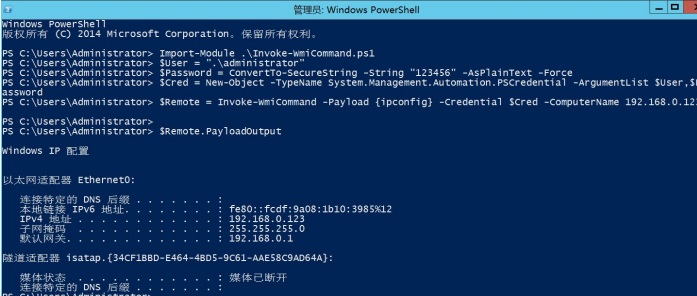 管理员: Windows PowerShell
Windows PowerShell
版权所有 (C) 2014 Microsoft Corporation。保留所有权利。
PS C:\Users\Administrator> Import-Module .\Invoke-WmiCommand.ps1
PS C:\Users\Administrator> $User = ".\administrator"
PS C:\Users\Administrator> $Password = ConvertTo-SecureString -String "123456" -AsPlainText -Force
PS C:\Users\Administrator> $Cred = New-Object -TypeName System.Management.Automation.PSCredential -ArgumentList $User,$
assword
PS C:\Users\Administrator> $Remote = Invoke-WmiCommand -Payload {ipconfig} -Credential $Cred -ComputerName 192.168.0.12
PS C:\Users\Administrator>
PS C:\Users\Administrator> $Remote.PayloadOutput
Windows IP 配置
以太网适配器 Ethernet0:
连接特定的 DNS 后缀 . . . . . . . :
本地链接 IPv6 地址. . . . . . . . : fe80::fcdf:9a08:1b10:3985%12
IPv4 地址 . . . . . . . . . . . . : 192.168.0.123
子网掩码 . . . . . . . . . . . . : 255.255.255.0
默认网关. . . . . . . . . . . . . : 192.168.0.1
隧道适配器 isatap.{34CF1BBD-E464-4BD5-9C61-AAE58C9AD64A}:
媒体状态 . . . . . . . . . . . . : 媒体已断开
连接特定的 DNS 后缀 . . . . . . . :